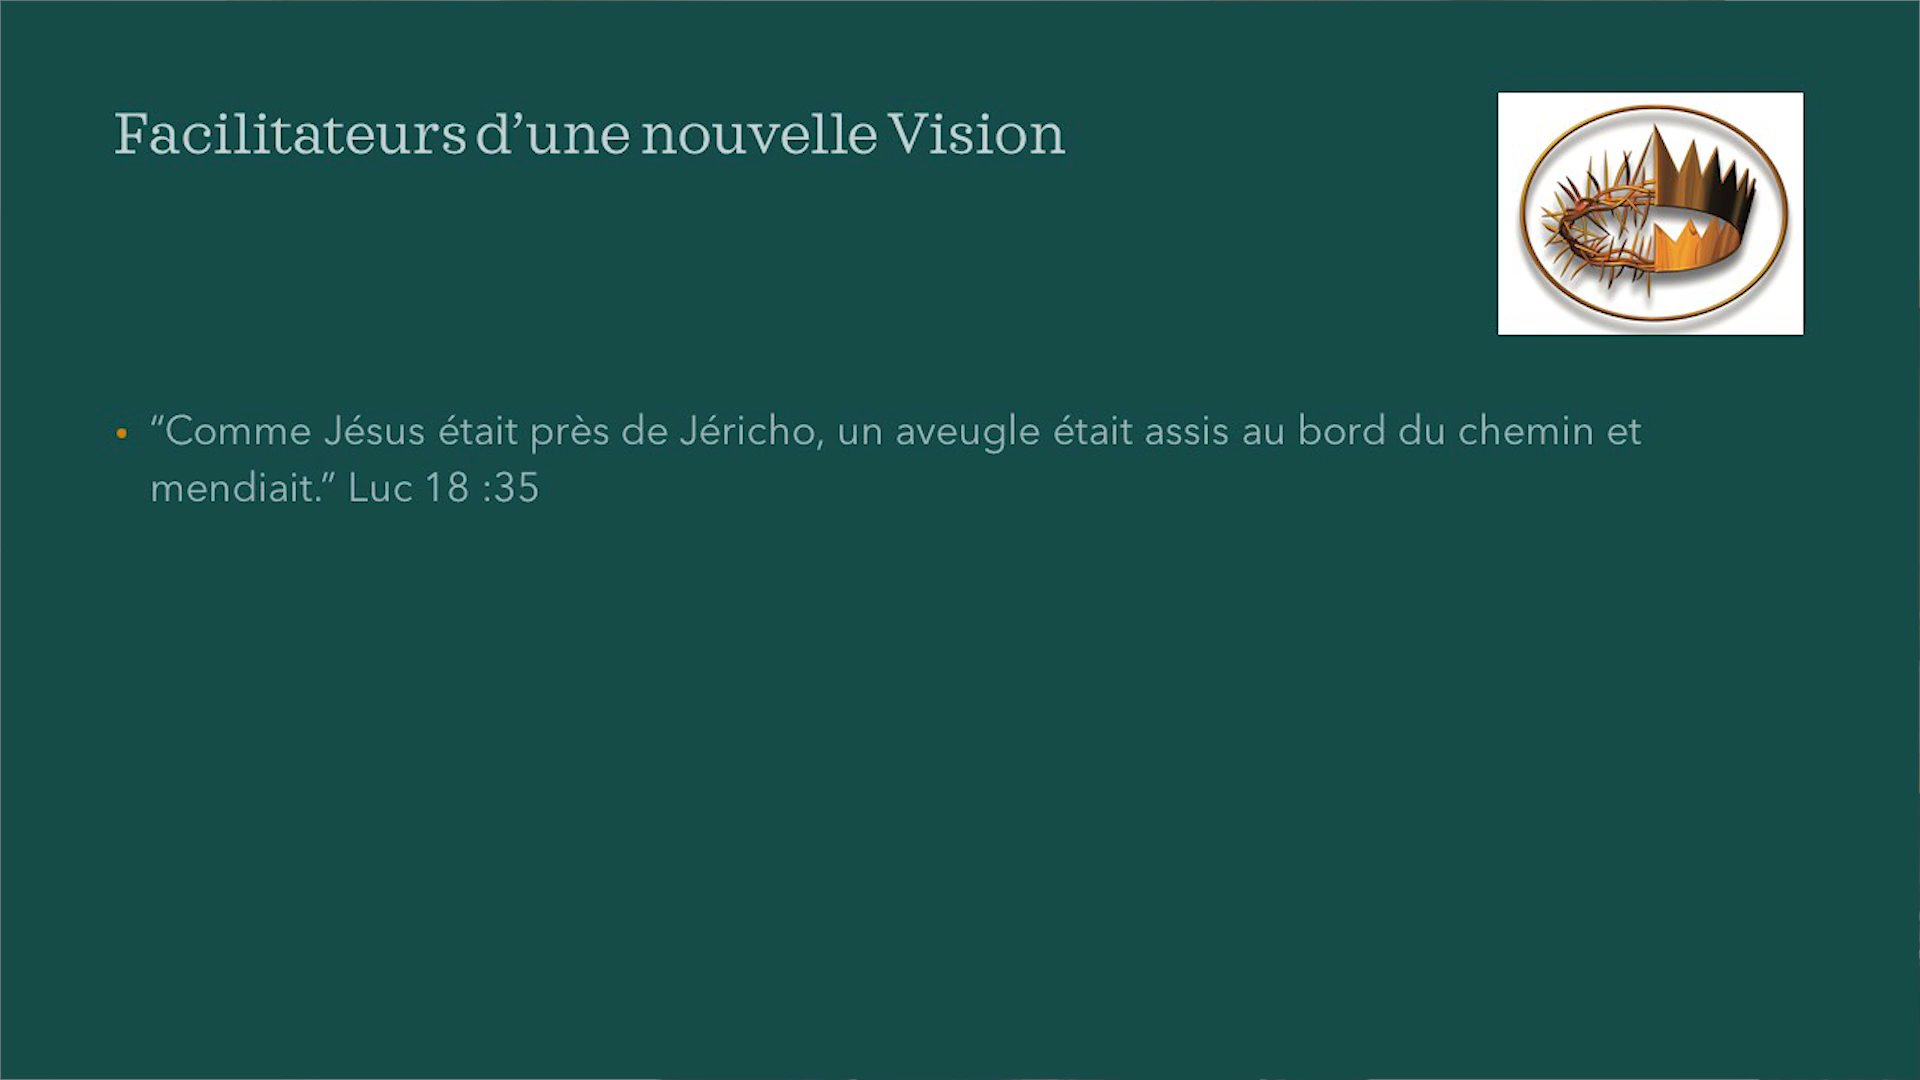 Facilitateurs d’une nouvelle Vision
• “Comme Jésus était près de Jéricho, un aveugle était assis au bord du chemin et
mendiait.” Luc 18 :35